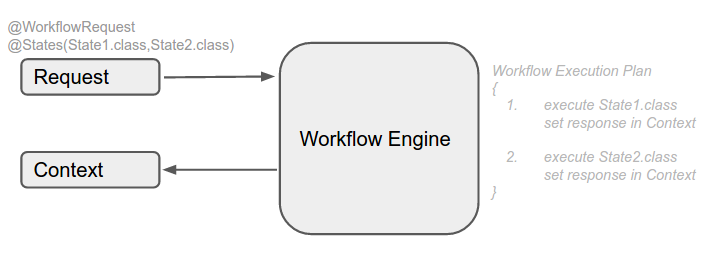 @WorkflowRequest
@States(State1.class,State2.class)
Request
Context
Workflow Engine
Workflow Execution Plan
{
1. execute State1.class
set response in Context
2. execute State2.class
set response in Context
}